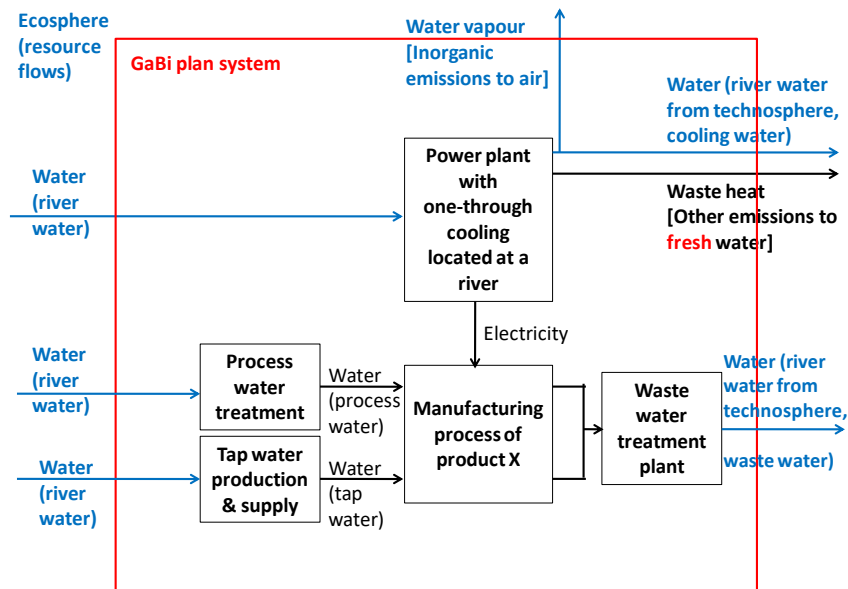 Ecosphere
(resource
flows)
GaBi plan system
Water vapour
[Inorganic
emissions to
air]
Water (river water
from technosphere,
cooling water)
Water
(river
water)
Power plant
with
one-through
cooling
located at a
river
Waste heat
[Other emissions to
fresh water]
Electricity
Water
(river
water)
Process
water
treatment
Water
(process
water)
Manufacturing
process of
product X
Waste
water
treatment
plant
Water (river
water from
technosphere,
waste water)
Water
(river
water)
Tap water
production
& supply
Water
(tap
water)